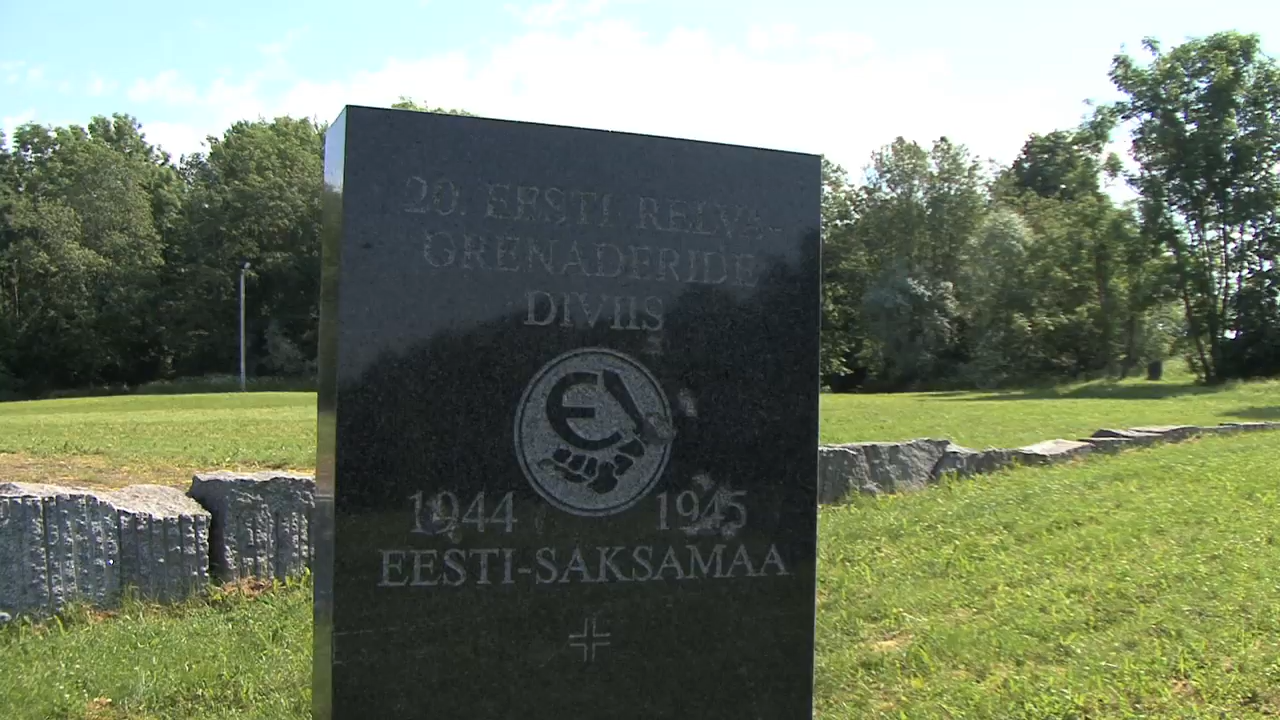 20. EESTI RELVA-
GRENADERIDE
DIVIIS
E
1944 1945
EESTI-SAKSAMAA